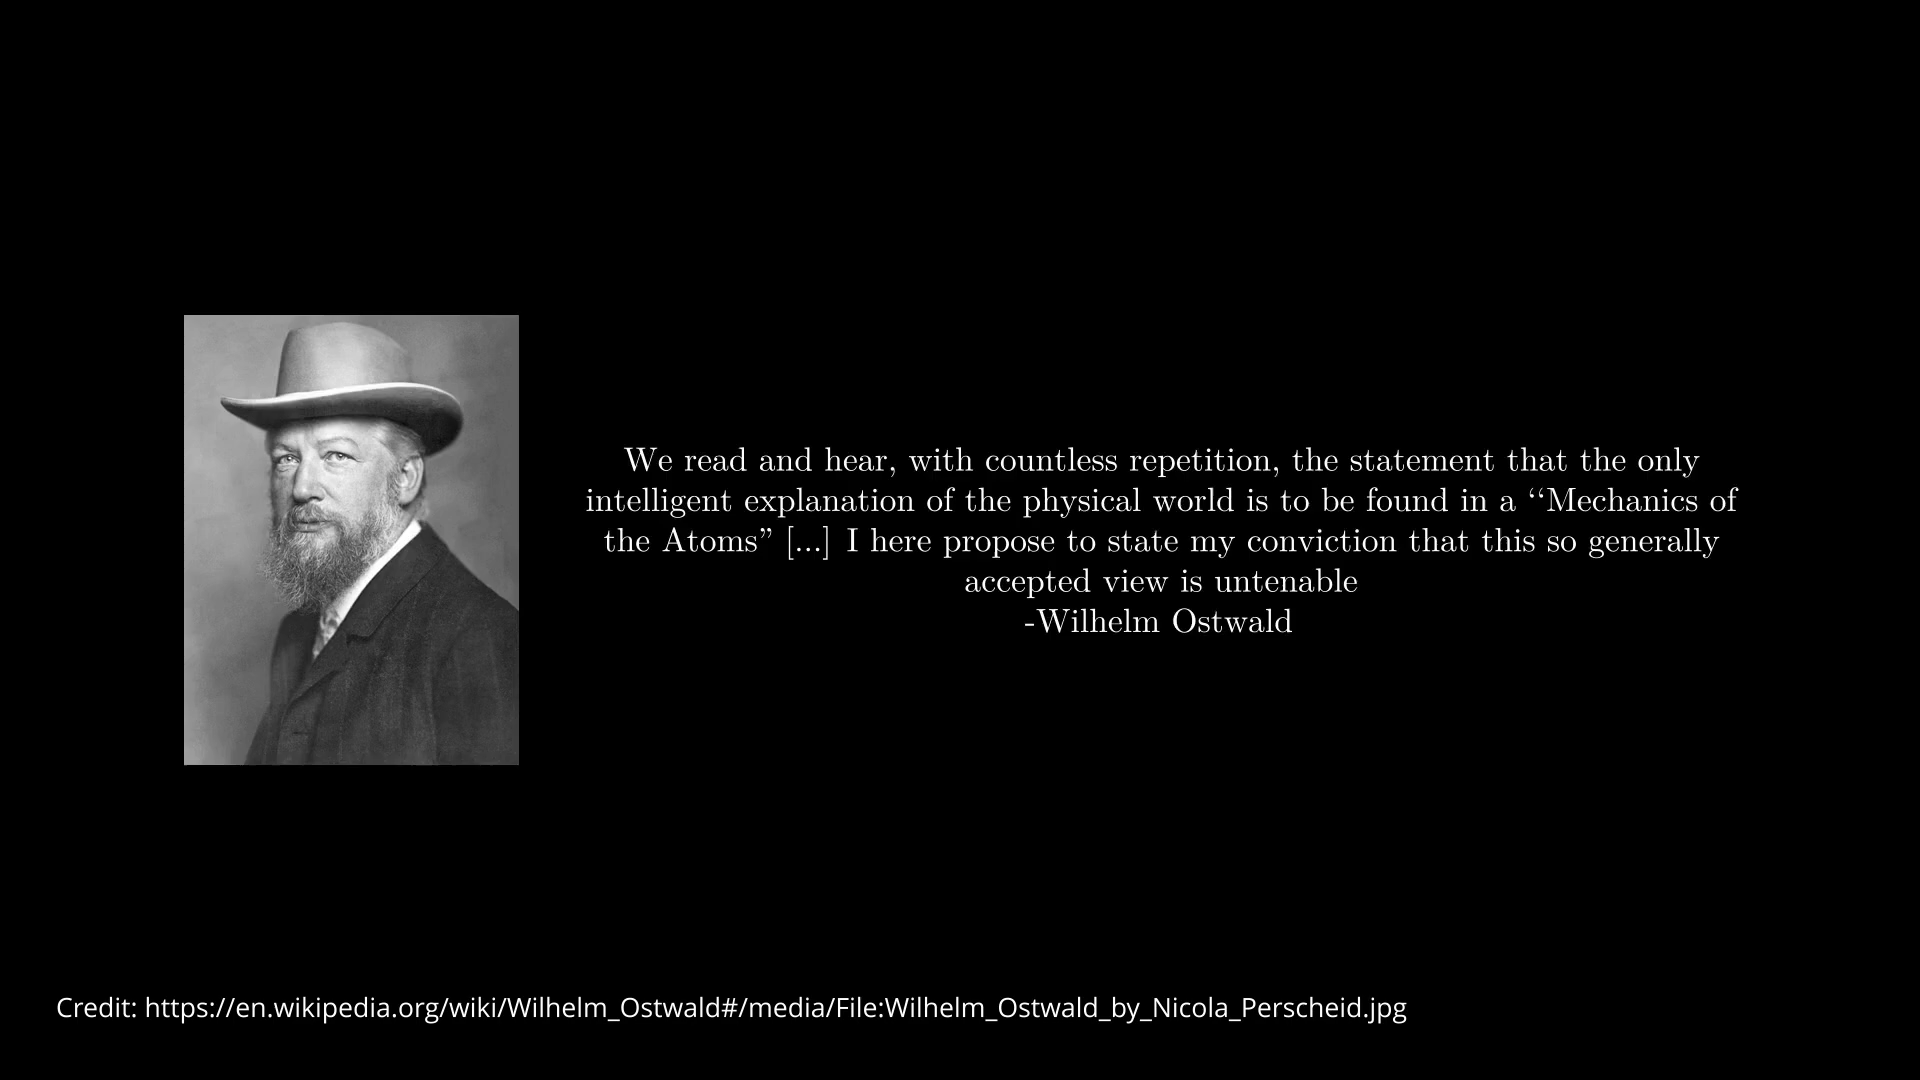 We read and hear, with countless repetition, the statement that the only
intelligent explanation of the physical world is to be found in a ‘‘Mechanics of
the Atoms” [...] I here propose to state my conviction that this so generally
accepted view is untenable
-Wilhelm Ostwald
Credit: https://en.wikipedia.org/wiki/Wilhelm_Ostwald#/media/File:Wilhelm_Ostwald_by_Nicola_Perscheid.jpg